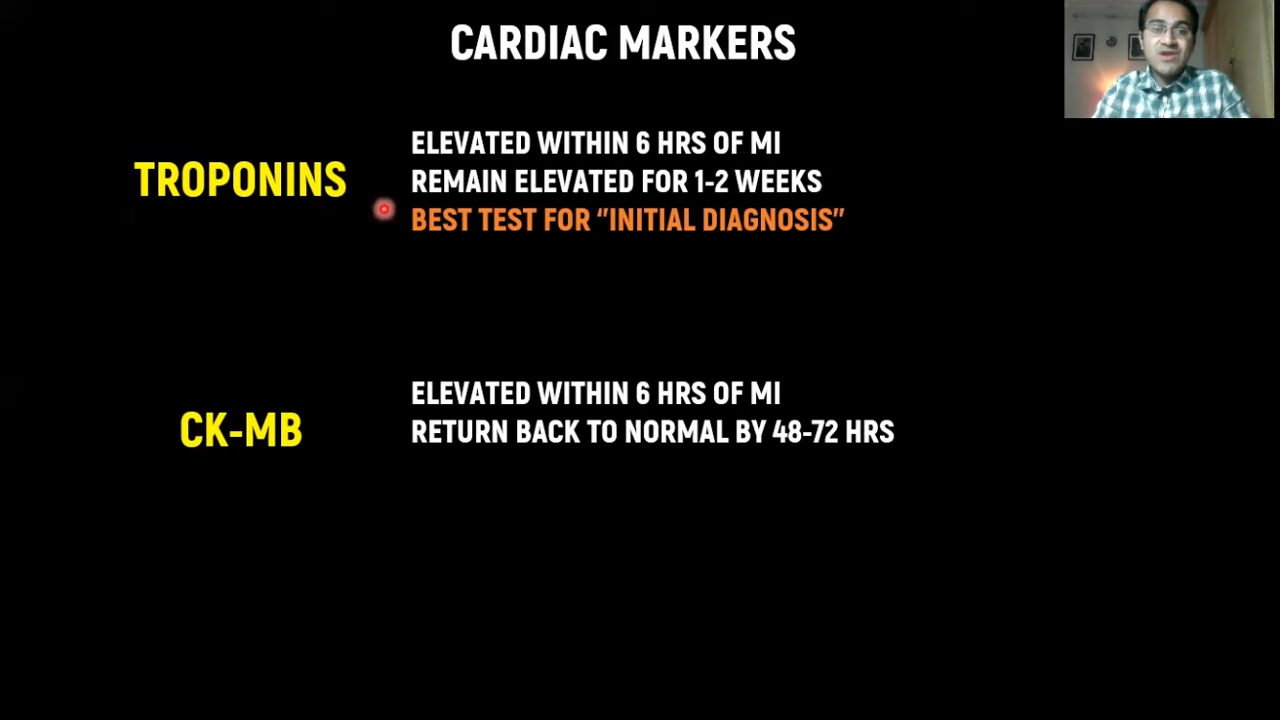 CARDIAC MARKERS
TROPONINS
ELEVATED WITHIN 6 HRS OF MI
REMAIN ELEVATED FOR 1-2 WEEKS
BEST TEST FOR “INITIAL DIAGNOSIS”
CK-MB
ELEVATED WITHIN 6 HRS OF MI
RETURN BACK TO NORMAL BY 48-72 HRS